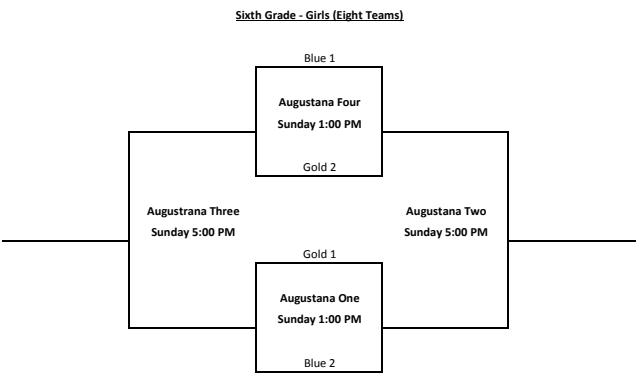 Sixth Grade - Girls (Eight Teams)
Blue 1
Augustana Four
Sunday 1:00 PM
Gold 2
Augustrana Three
Sunday 5:00 PM
Augustana Two
Sunday 5:00 PM
Gold 1
Augustana One
Sunday 1:00 PM
Blue 2